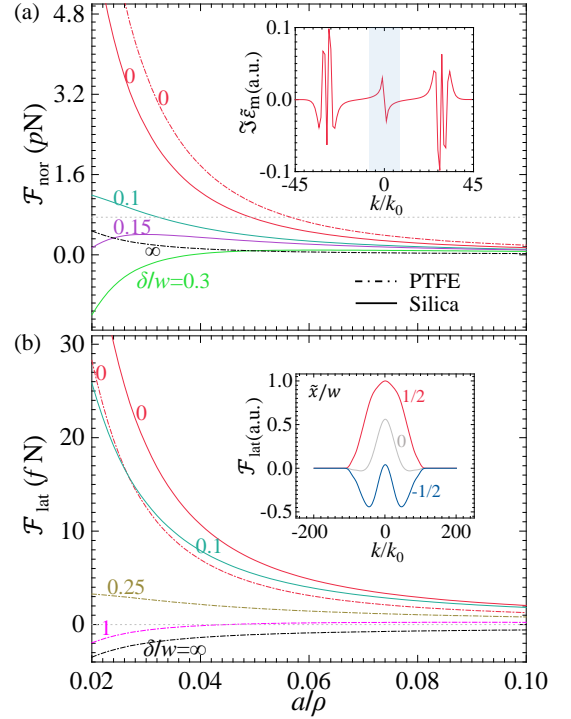 (a)
4.8
3.2
1.6
0.0
ℱnor (pN)
0
0
0.1
0.15
∞
δ/w=0.3
0.1
0.0
-0.1
ℑε̃m(a.u.)
-45 0 45
k/k0
PTFE
Silica
(b)
30
20
10
0
ℱlat (fN)
0
0
0.1
0.25
1
δ/w=∞
1.0
0.5
0.0
-0.5
ℱlat(a.u.)
x̃/w
1/2
0
-1/2
-200 0 200
k/k0
0.02 0.04 0.06 0.08 0.10
a/ρ